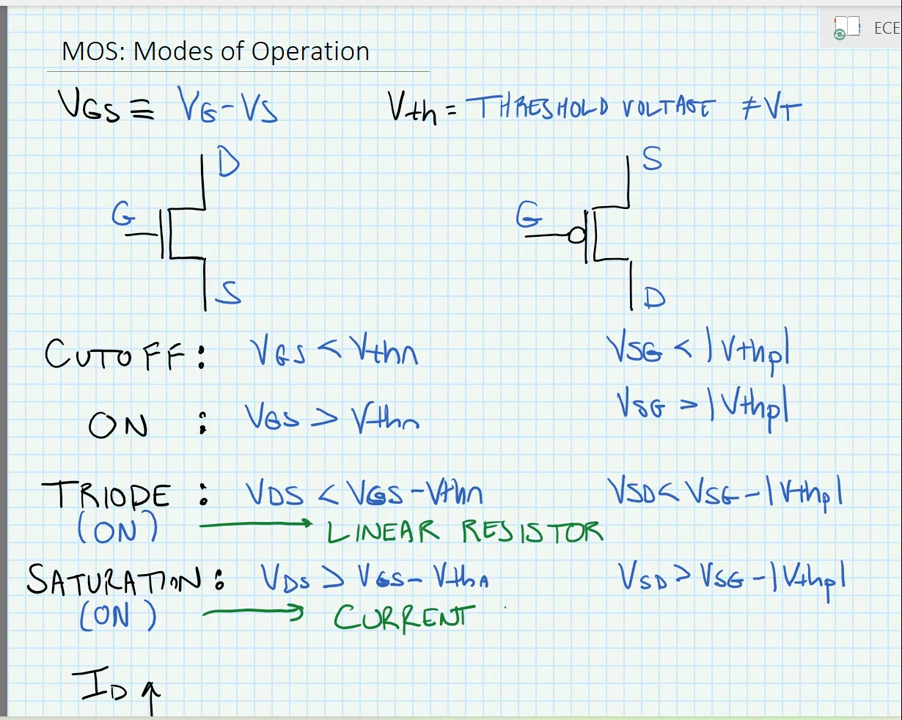 ECE
MOS: Modes of Operation
VGS ≡ VG-VS
Vth = THRESHOLD VOLTAGE ≠ VT
D
G
S
S
G
D
CUTOFF: VGS < Vthn VSG < |Vthp|
ON : VGS > Vthn VSG > |Vthp|
TRIODE : VDS < VGS - Vthn VSD < VSG - |Vthp|
(ON) → LINEAR RESISTOR
SATURATION: VDS > VGS - Vthn VSD > VSG - |Vthp|
(ON) → CURRENT
ID